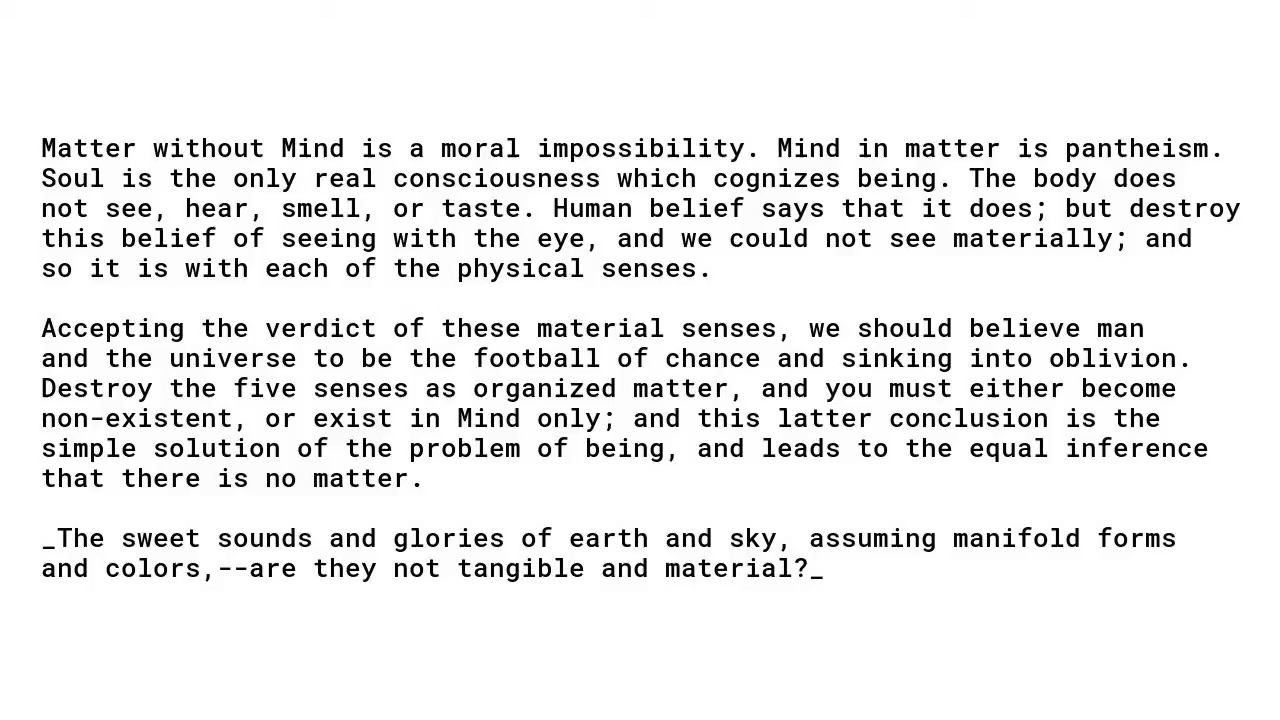 Matter without Mind is a moral impossibility. Mind in matter is pantheism.
Soul is the only real consciousness which cognizes being. The body does
not see, hear, smell, or taste. Human belief says that it does; but destroy
this belief of seeing with the eye, and we could not see materially; and
so it is with each of the physical senses.

Accepting the verdict of these material senses, we should believe man
and the universe to be the football of chance and sinking into oblivion.
Destroy the five senses as organized matter, and you must either become
non-existent, or exist in Mind only; and this latter conclusion is the
simple solution of the problem of being, and leads to the equal inference
that there is no matter.

_The sweet sounds and glories of earth and sky, assuming manifold forms
and colors,--are they not tangible and material?_